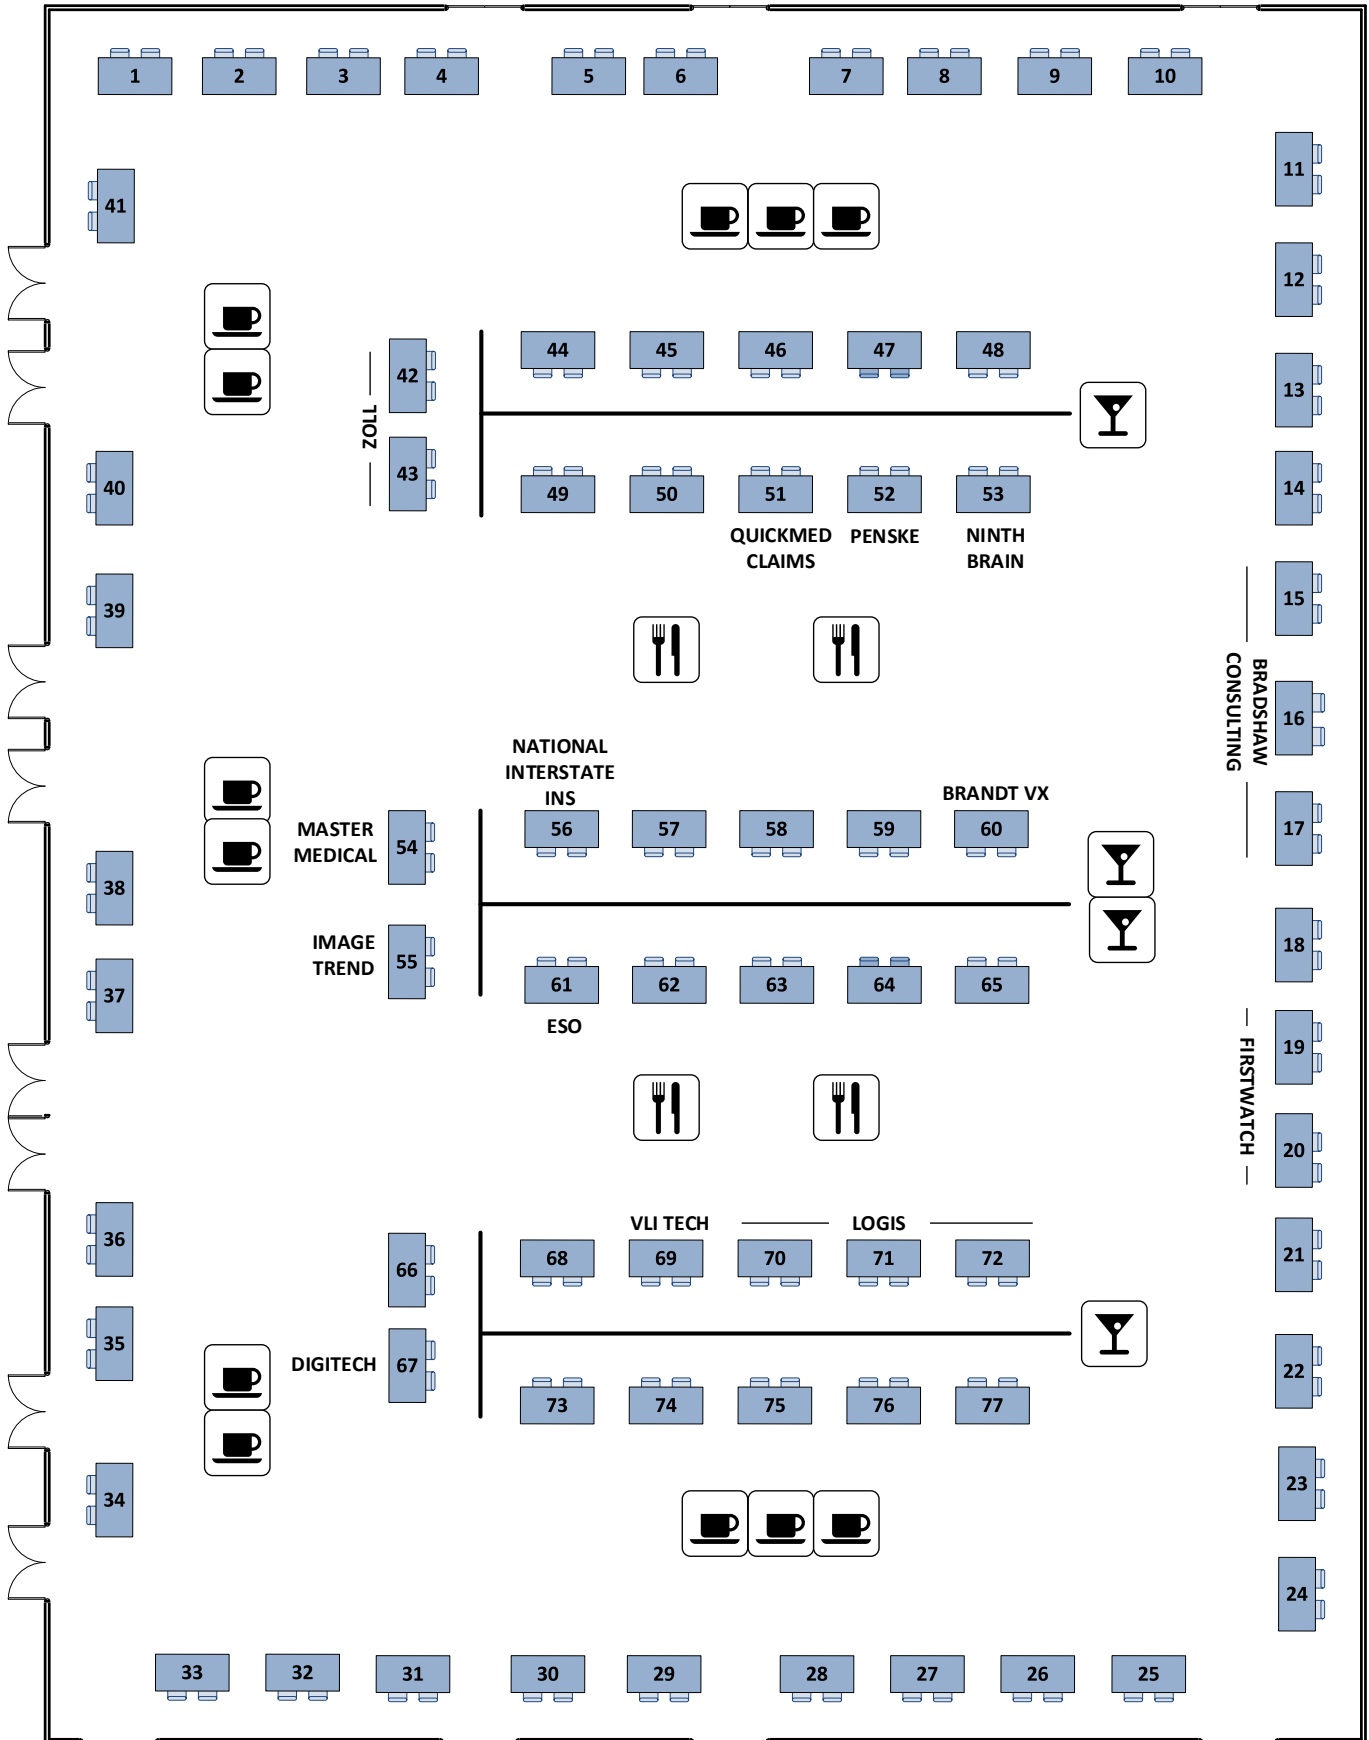 1 2 3 4 5 6 7 8 9 10
11
41
12
44 45 46 47 48
42
13
ZOLL
43
40
49 50 51 52 53
14
QUICKMED
CLAIMS
PENSKE
NINTH
BRAIN
39
15
BRADSHAW
CONSULTING
16
NATIONAL
INTERSTATE
INS
BRANDT VX
MASTER
MEDICAL
54
56 57 58 59 60
17
38
IMAGE
TREND
55
18
37
61 62 63 64 65
ESO
19
FIRSTWATCH
20
VLI TECH
LOGIS
36
66
68 69 70 71 72
21
35
DIGITECH
67
22
73 74 75 76 77
34
23
24
33 32 31 30 29 28 27 26 25